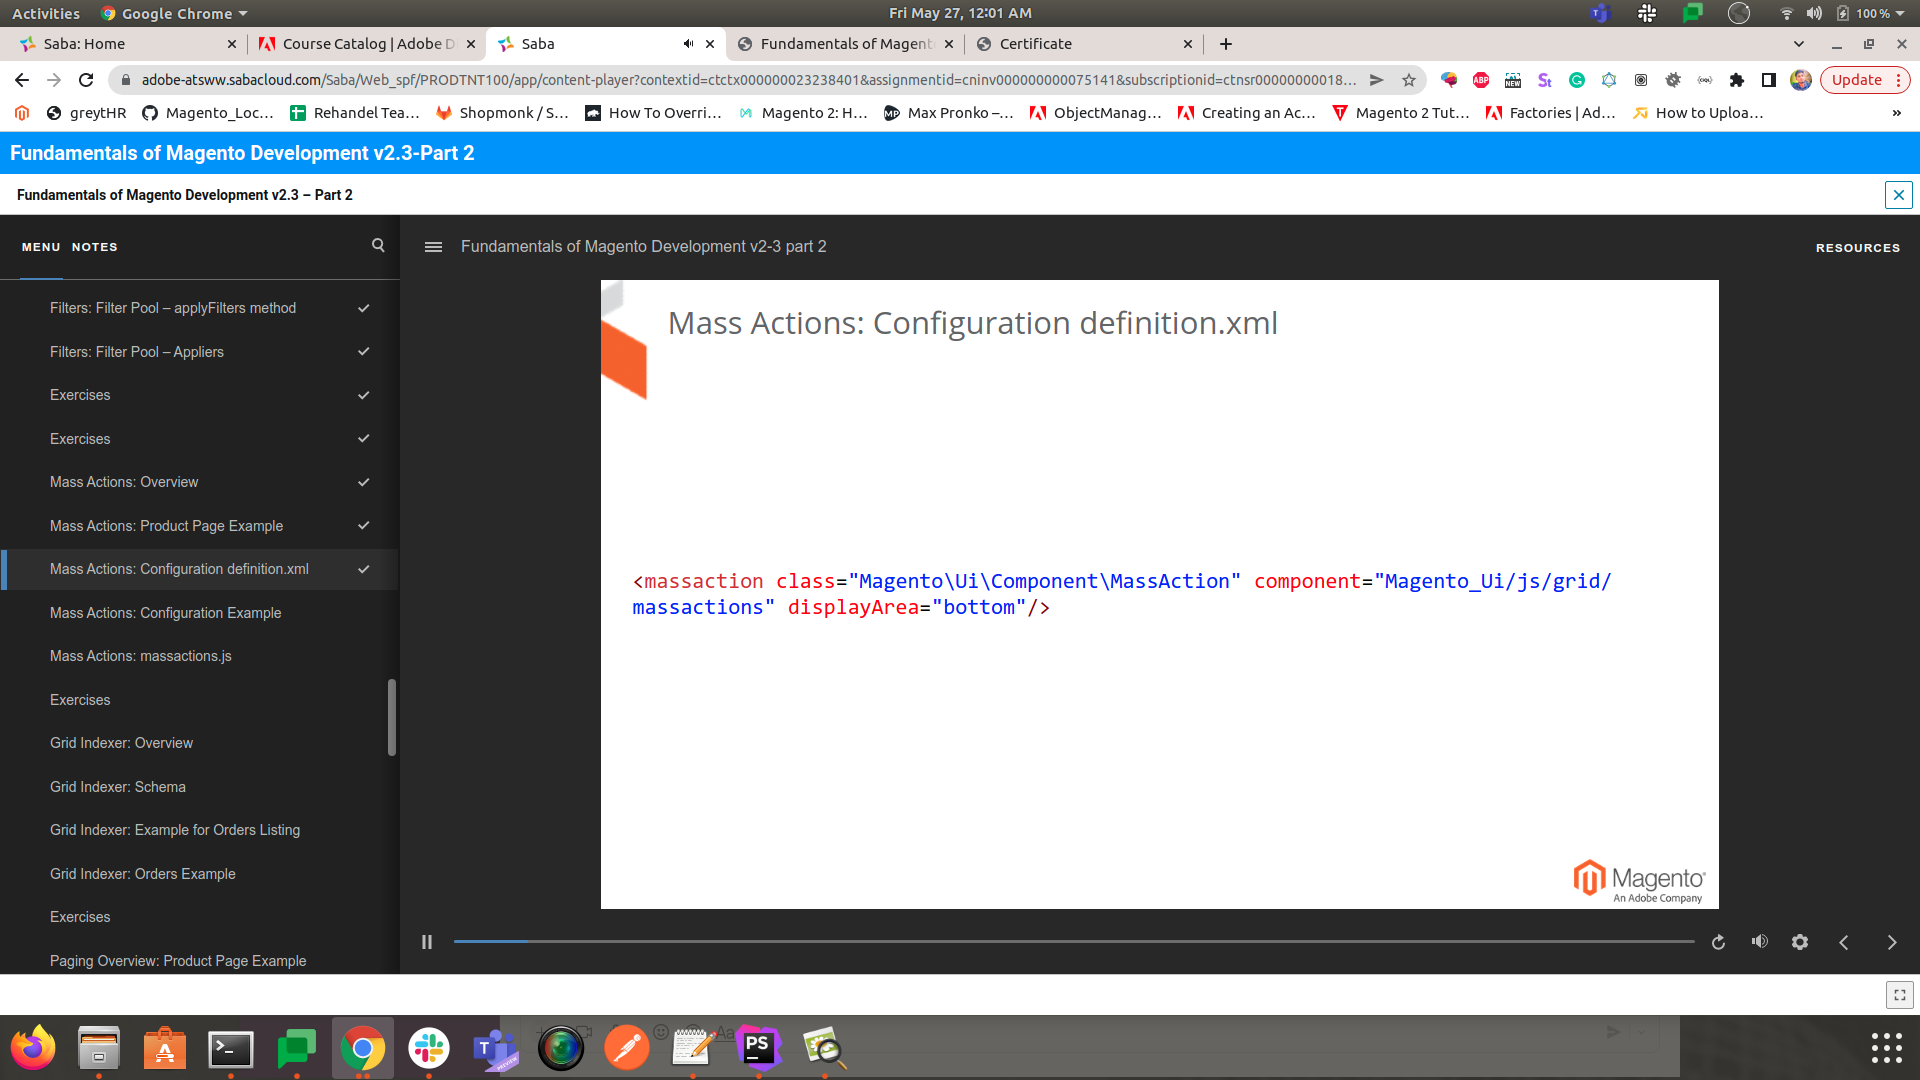 Activities Google Chrome Fri May 27, 12:01 AM 100 %
Saba: Home Course Catalog | Adobe D Saba Fundamentals of Magent Certificate
adobe-atsww.sabacloud.com/Saba/Web_spf/PRODTNT100/app/content-player?contextid=ctctx000000023238401&assignmentid=cninv000000000075141&subscriptionid=ctnsr00000000018... ABP NEW St Update
greytHR Magento_Loc... Rehandel Tea... Shopmonk / S... How To Overri... Magento 2: H... Max Pronko –... ObjectManag... Creating an Ac... Magento 2 Tut... Factories | Ad... How to Uploa... »
Fundamentals of Magento Development v2.3-Part 2
Fundamentals of Magento Development v2.3 – Part 2
MENU NOTES
Fundamentals of Magento Development v2-3 part 2
RESOURCES
Filters: Filter Pool – applyFilters method
Filters: Filter Pool – Appliers
Exercises
Exercises
Mass Actions: Overview
Mass Actions: Product Page Example
Mass Actions: Configuration definition.xml
Mass Actions: Configuration Example
Mass Actions: massactions.js
Exercises
Grid Indexer: Overview
Grid Indexer: Schema
Grid Indexer: Example for Orders Listing
Grid Indexer: Orders Example
Exercises
Paging Overview: Product Page Example
Mass Actions: Configuration definition.xml
<massaction class="Magento\Ui\Component\MassAction" component="Magento_Ui/js/grid/
massactions" displayArea="bottom"/>
Magento
An Adobe Company
PS